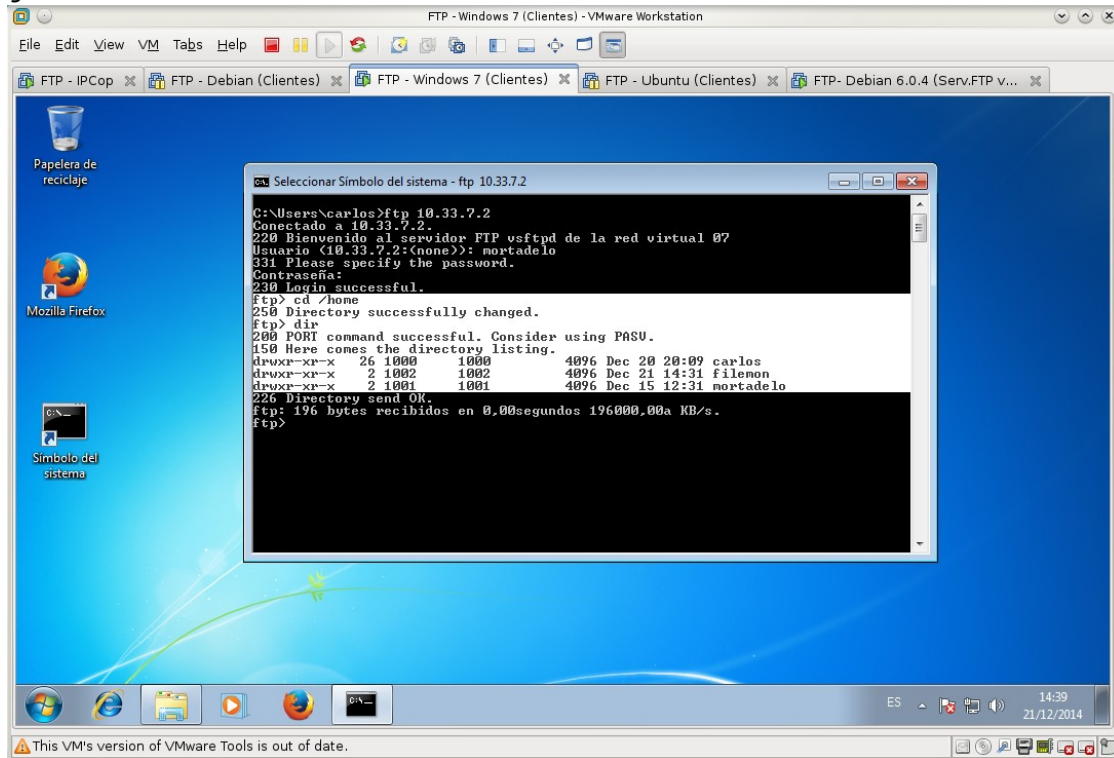 FTP - Windows 7 (Clientes) - VMware Workstation
File Edit View VM Tabs Help
FTP - IPCop
FTP - Debian (Clientes)
FTP - Windows 7 (Clientes)
FTP - Ubuntu (Clientes)
FTP- Debian 6.0.4 (Serv.FTP v...
Papelera de
reciclaje
Mozilla Firefox
Símbolo del
sistema
Seleccionar Símbolo del sistema - ftp 10.33.7.2
C:\Users\carlos>ftp 10.33.7.2
Conectado a 10.33.7.2.
220 Bienvenido al servidor FTP vsftpd de la red virtual 07
Usuario (10.33.7.2:(none)): mortadelo
331 Please specify the password.
Contraseña:
230 Login successful.
ftp> cd /home
250 Directory successfully changed.
ftp> dir
200 PORT command successful. Consider using PASV.
150 Here comes the directory listing.
drwxr-xr-x 26 1000 1000 4096 Dec 20 20:09 carlos
drwxr-xr-x 2 1002 1002 4096 Dec 21 14:31 filemon
drwxr-xr-x 2 1001 1001 4096 Dec 15 12:31 mortadelo
226 Directory send OK.
ftp: 196 bytes recibidos en 0,00segundos 196000,00a KB/s.
ftp>
ES
14:39
21/12/2014
This VM's version of VMware Tools is out of date.